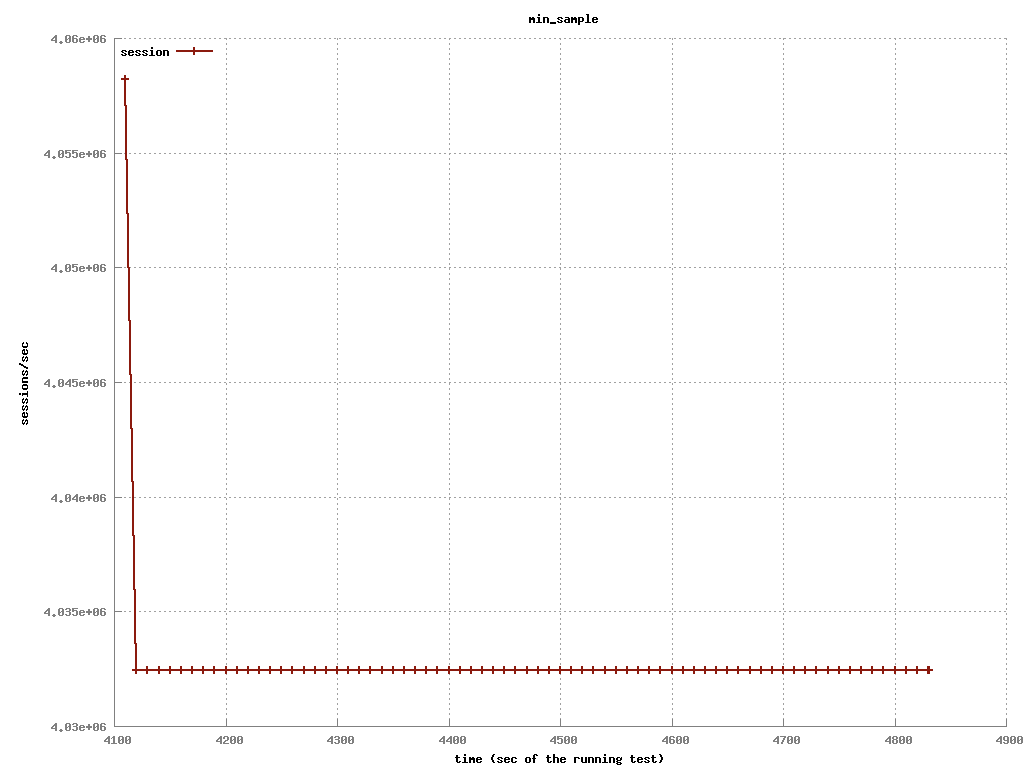 min_sample
4.06e+06
session
4.055e+06
4.05e+06
4.045e+06
sessions/sec
4.04e+06
4.035e+06
4.03e+06
4100 4200 4300 4400 4500 4600 4700 4800 4900
time (sec of the running test)